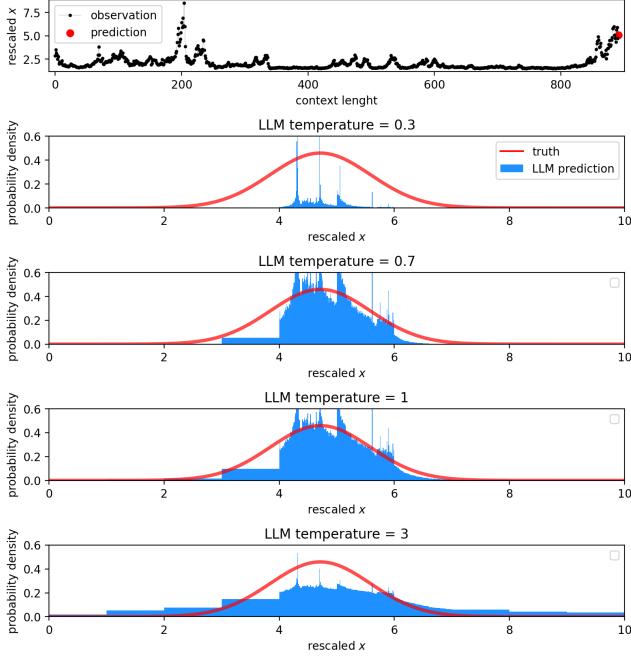 observation
prediction
rescaled x
7.5
5.0
2.5
0 200 400 600 800
context lenght
LLM temperature = 0.3
truth
LLM prediction
probability density
0.6
0.4
0.2
0.0
0 2 4 6 8 10
rescaled x
LLM temperature = 0.7
probability density
0.6
0.4
0.2
0.0
0 2 4 6 8 10
rescaled x
LLM temperature = 1
probability density
0.6
0.4
0.2
0.0
0 2 4 6 8 10
rescaled x
LLM temperature = 3
probability density
0.6
0.4
0.2
0.0
0 2 4 6 8 10
rescaled x